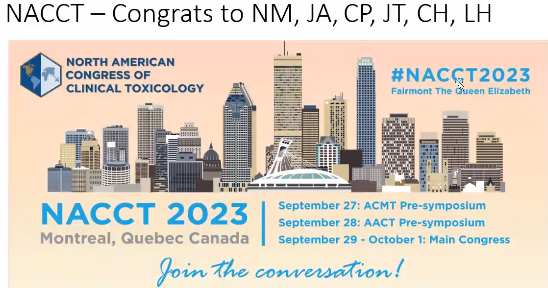 NACCT – Congrats to NM, JA, CP, JT, CH, LH
NORTH AMERICAN
CONGRESS OF
CLINICAL TOXICOLOGY
#NACCT2023
Fairmont The Queen Elizabeth
NACCT 2023
Montreal, Quebec Canada
September 27: ACMT Pre-symposium
September 28: AACT Pre-symposium
September 29 - October 1: Main Congress
Join the conversation!